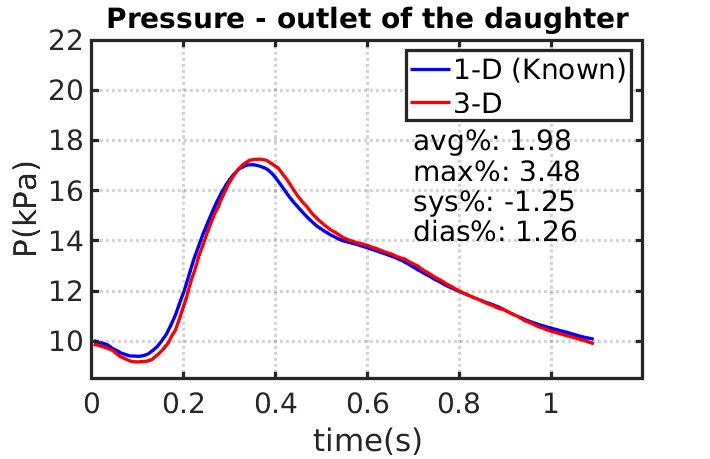 Pressure - outlet of the daughter
22
20
18
16
14
12
10
P(kPa)
1-D (Known)
3-D
avg%: 1.98
max%: 3.48
sys%: -1.25
dias%: 1.26
0 0.2 0.4 0.6 0.8 1
time(s)